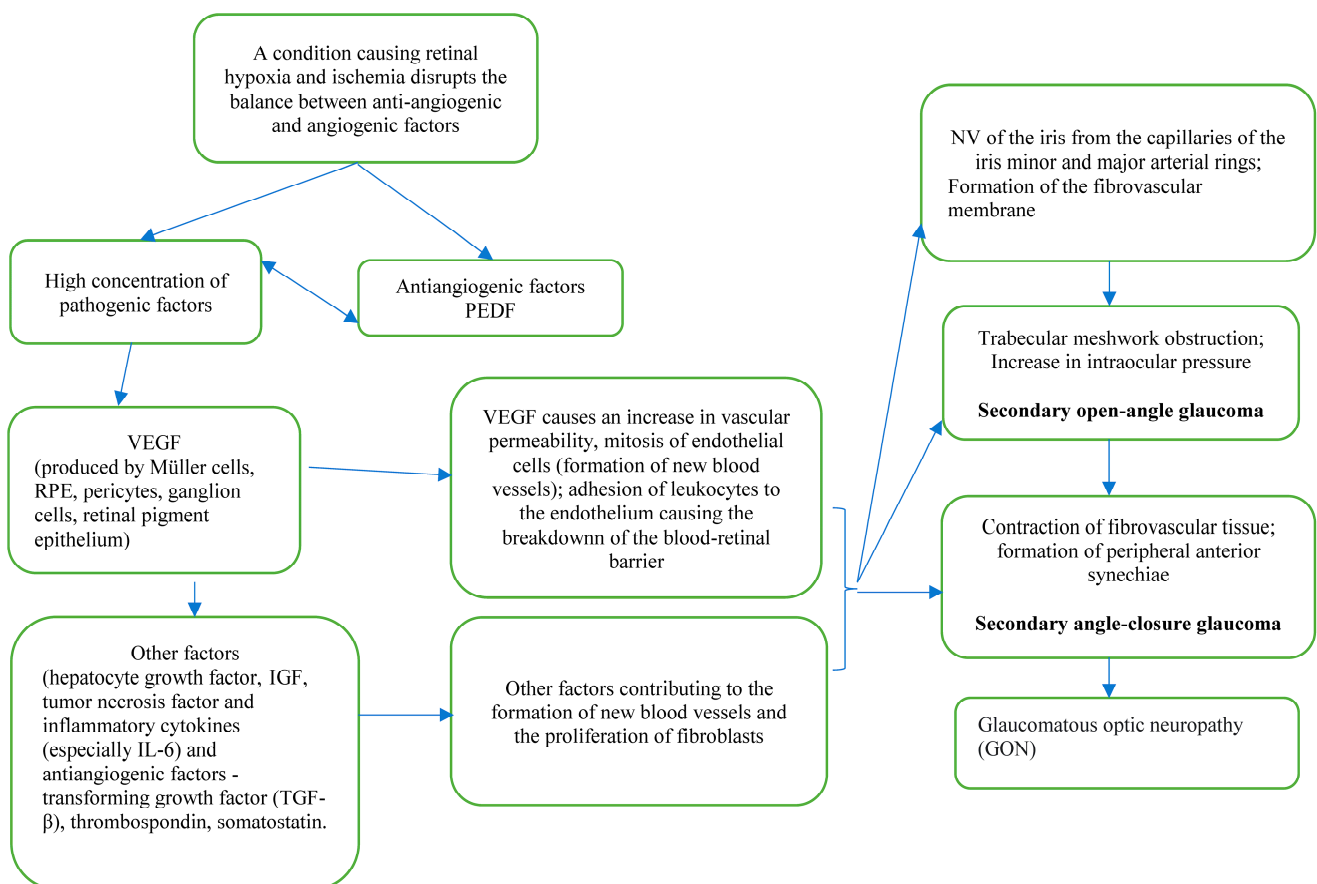 A condition causing retinal
hypoxia and ischemia disrupts the
balance between anti-angiogenic
and angiogenic factors
High concentration of
pathogenic factors
Antiangiogenic factors
PEDF
VEGF
(produced by Müller cells,
RPE, pericytes, ganglion
cells, retinal pigment
epithelium)
Other factors
(hepatocyte growth factor, IGF,
tumor necrosis factor and
inflammatory cytokines
(especially IL-6) and
antiangiogenic factors -
transforming growth factor (TGF-
β), thrombospondin, somatostatin.
VEGF causes an increase in vascular
permeability, mitosis of endothelial
cells (formation of new blood
vessels); adhesion of leukocytes to
the endothelium causing the
breakdownn of the blood-retinal
barrier
Other factors contributing to the
formation of new blood vessels and
the proliferation of fibroblasts
NV of the iris from the capillaries of the
iris minor and major arterial rings;
Formation of the fibrovascular
membrane
Trabecular meshwork obstruction;
Increase in intraocular pressure
Secondary open-angle glaucoma
Contraction of fibrovascular tissue;
formation of peripheral anterior
synechiae
Secondary angle-closure glaucoma
Glaucomatous optic neuropathy
(GON)